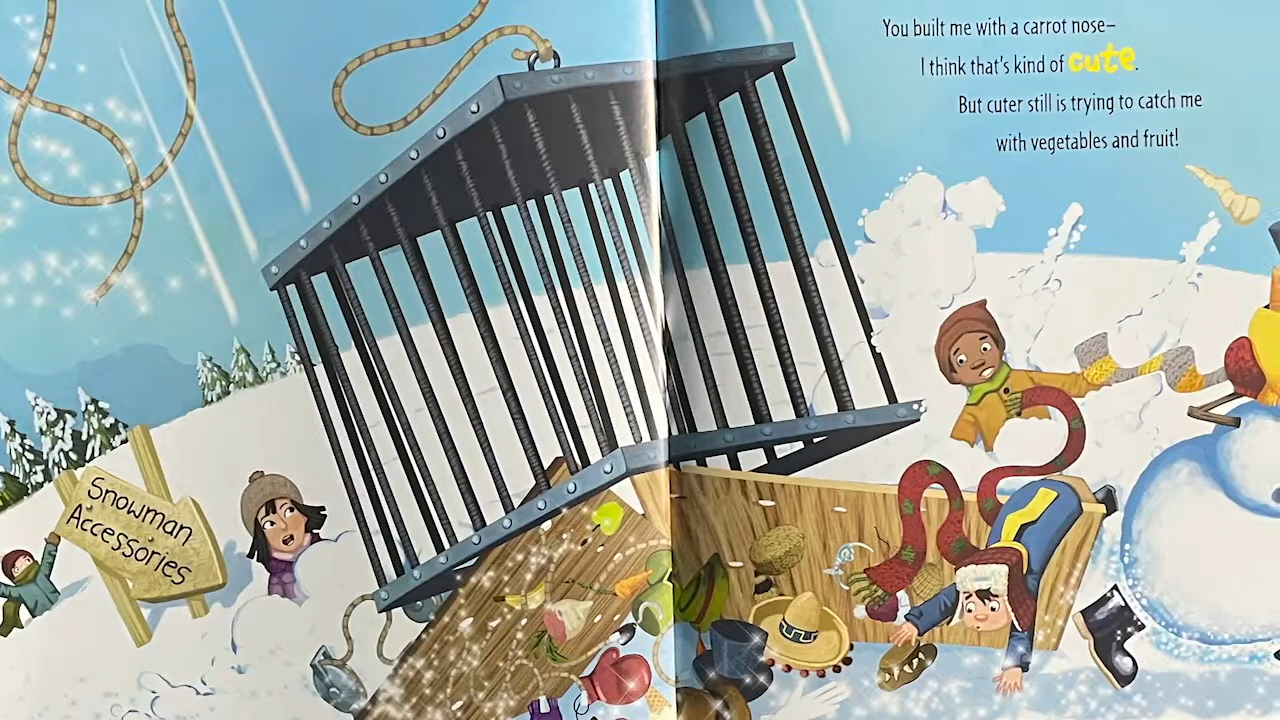 You built me with a carrot nose–
I think that's kind of cute.
But cuter still is trying to catch me
with vegetables and fruit!
Snowman
Accessories